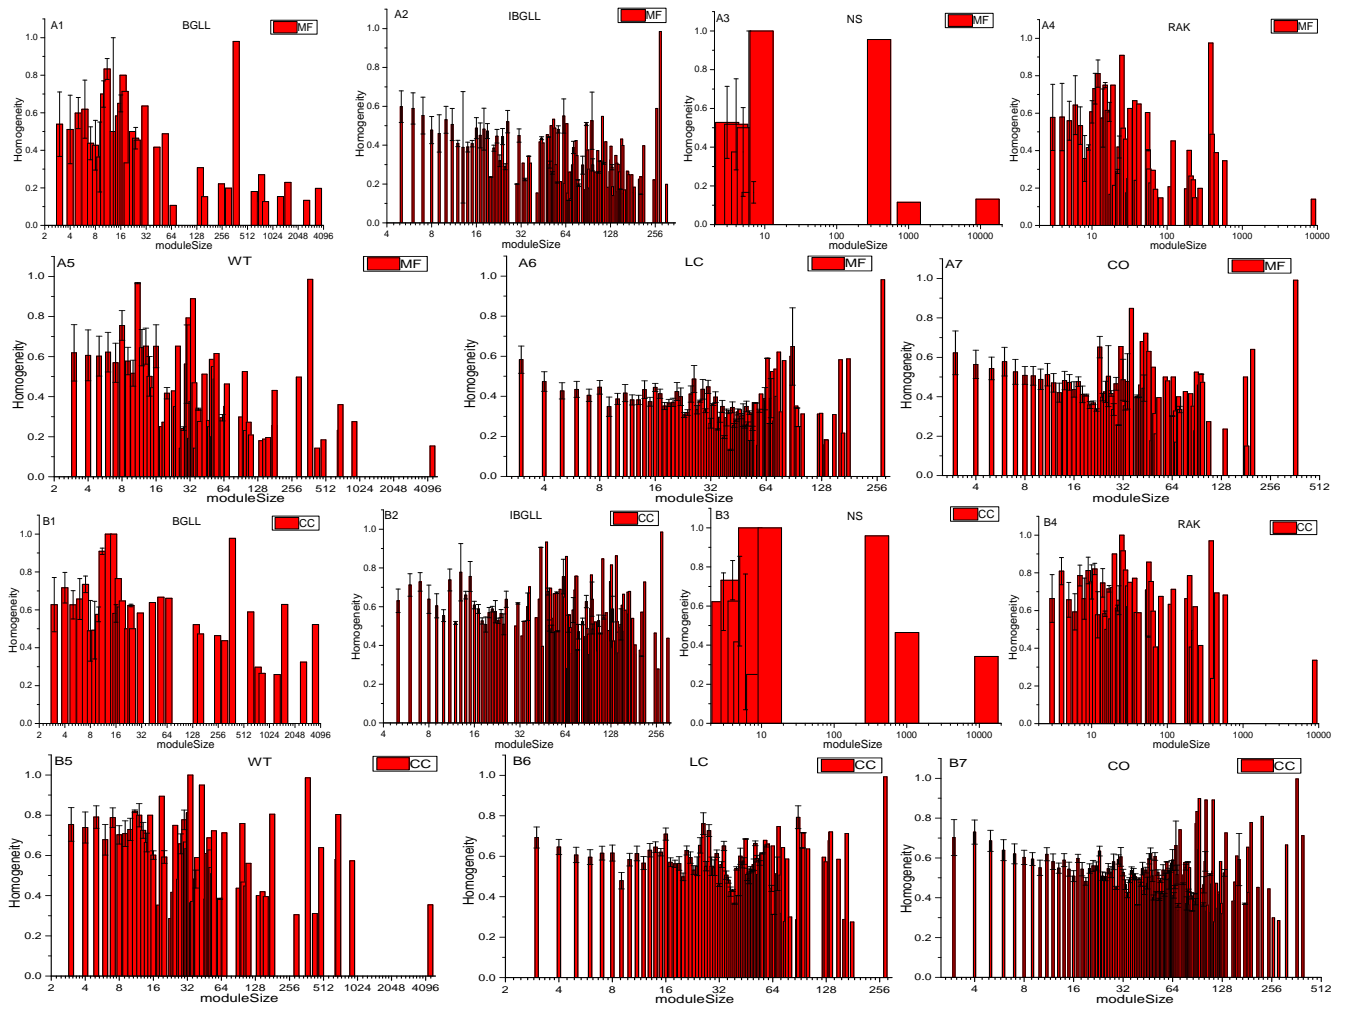 A1 BGLL MF
Homogeneity
1.0
0.8
0.6
0.4
0.2
0.0
2 4 8 16 32 64 128 256 512 1024 2048 4096
moduleSize
A2 IBGLL MF
Homogeneity
1.0
0.8
0.6
0.4
0.2
0.0
4 8 16 32 64 128 256
moduleSize
A3 NS MF
Homogeneity
1.0
0.8
0.6
0.4
0.2
0.0
10 100 1000 10000
moduleSize
A4 RAK MF
Homogeneity
1.0
0.8
0.6
0.4
0.2
0.0
10 100 1000 10000
moduleSize
A5 WT MF
Homogeneity
1.0
0.8
0.6
0.4
0.2
0.0
2 4 8 16 32 64 128 256 512 1024 2048 4096
moduleSize
A6 LC MF
Homogeneity
1.0
0.8
0.6
0.4
0.2
0.0
4 8 16 32 64 128 256
moduleSize
A7 CO MF
Homogeneity
1.0
0.8
0.6
0.4
0.2
0.0
4 8 16 32 64 128 256 512
moduleSize
B1 BGLL CC
Homogeneity
1.0
0.8
0.6
0.4
0.2
0.0
2 4 8 16 32 64 128 256 512 1024 2048 4096
moduleSize
B2 IBGLL CC
Homogeneity
1.0
0.8
0.6
0.4
0.2
0.0
4 8 16 32 64 128 256
moduleSize
B3 NS CC
Homogeneity
1.0
0.8
0.6
0.4
0.2
0.0
10 100 1000 10000
moduleSize
B4 RAK CC
Homogeneity
1.0
0.8
0.6
0.4
0.2
0.0
10 100 1000 10000
moduleSize
B5 WT CC
Homogeneity
1.0
0.8
0.6
0.4
0.2
0.0
2 4 8 16 32 64 128 256 512 1024 2048 4096
moduleSize
B6 LC CC
Homogeneity
1.0
0.8
0.6
0.4
0.2
0.0
2 4 8 16 32 64 128 256
moduleSize
B7 CO CC
Homogeneity
1.0
0.8
0.6
0.4
0.2
0.0
4 8 16 32 64 128 256 512
moduleSize